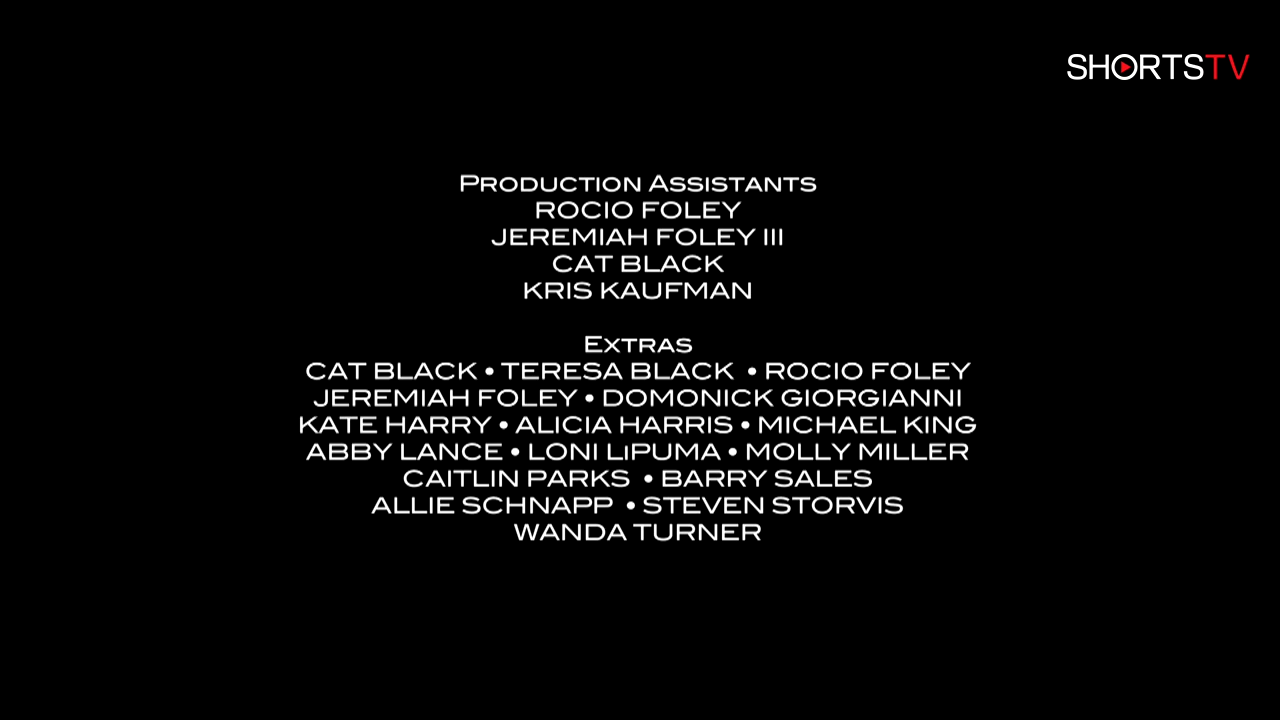 SHORTSTV
Production Assistants
ROCIO FOLEY
JEREMIAH FOLEY III
CAT BLACK
KRIS KAUFMAN
Extras
CAT BLACK • TERESA BLACK • ROCIO FOLEY
JEREMIAH FOLEY • DOMONICK GIORGIANNI
KATE HARRY • ALICIA HARRIS • MICHAEL KING
ABBY LANCE • LONI LiPUMA • MOLLY MILLER
CAITLIN PARKS • BARRY SALES
ALLIE SCHNAPP • STEVEN STORVIS
WANDA TURNER